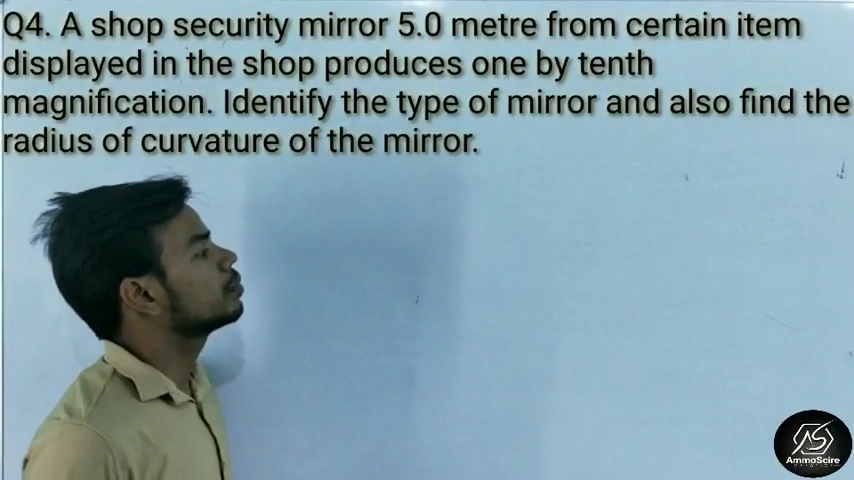 Q4. A shop security mirror 5.0 metre from certain item
displayed in the shop produces one by tenth
magnification. Identify the type of mirror and also find the
radius of curvature of the mirror.
AmmoScire